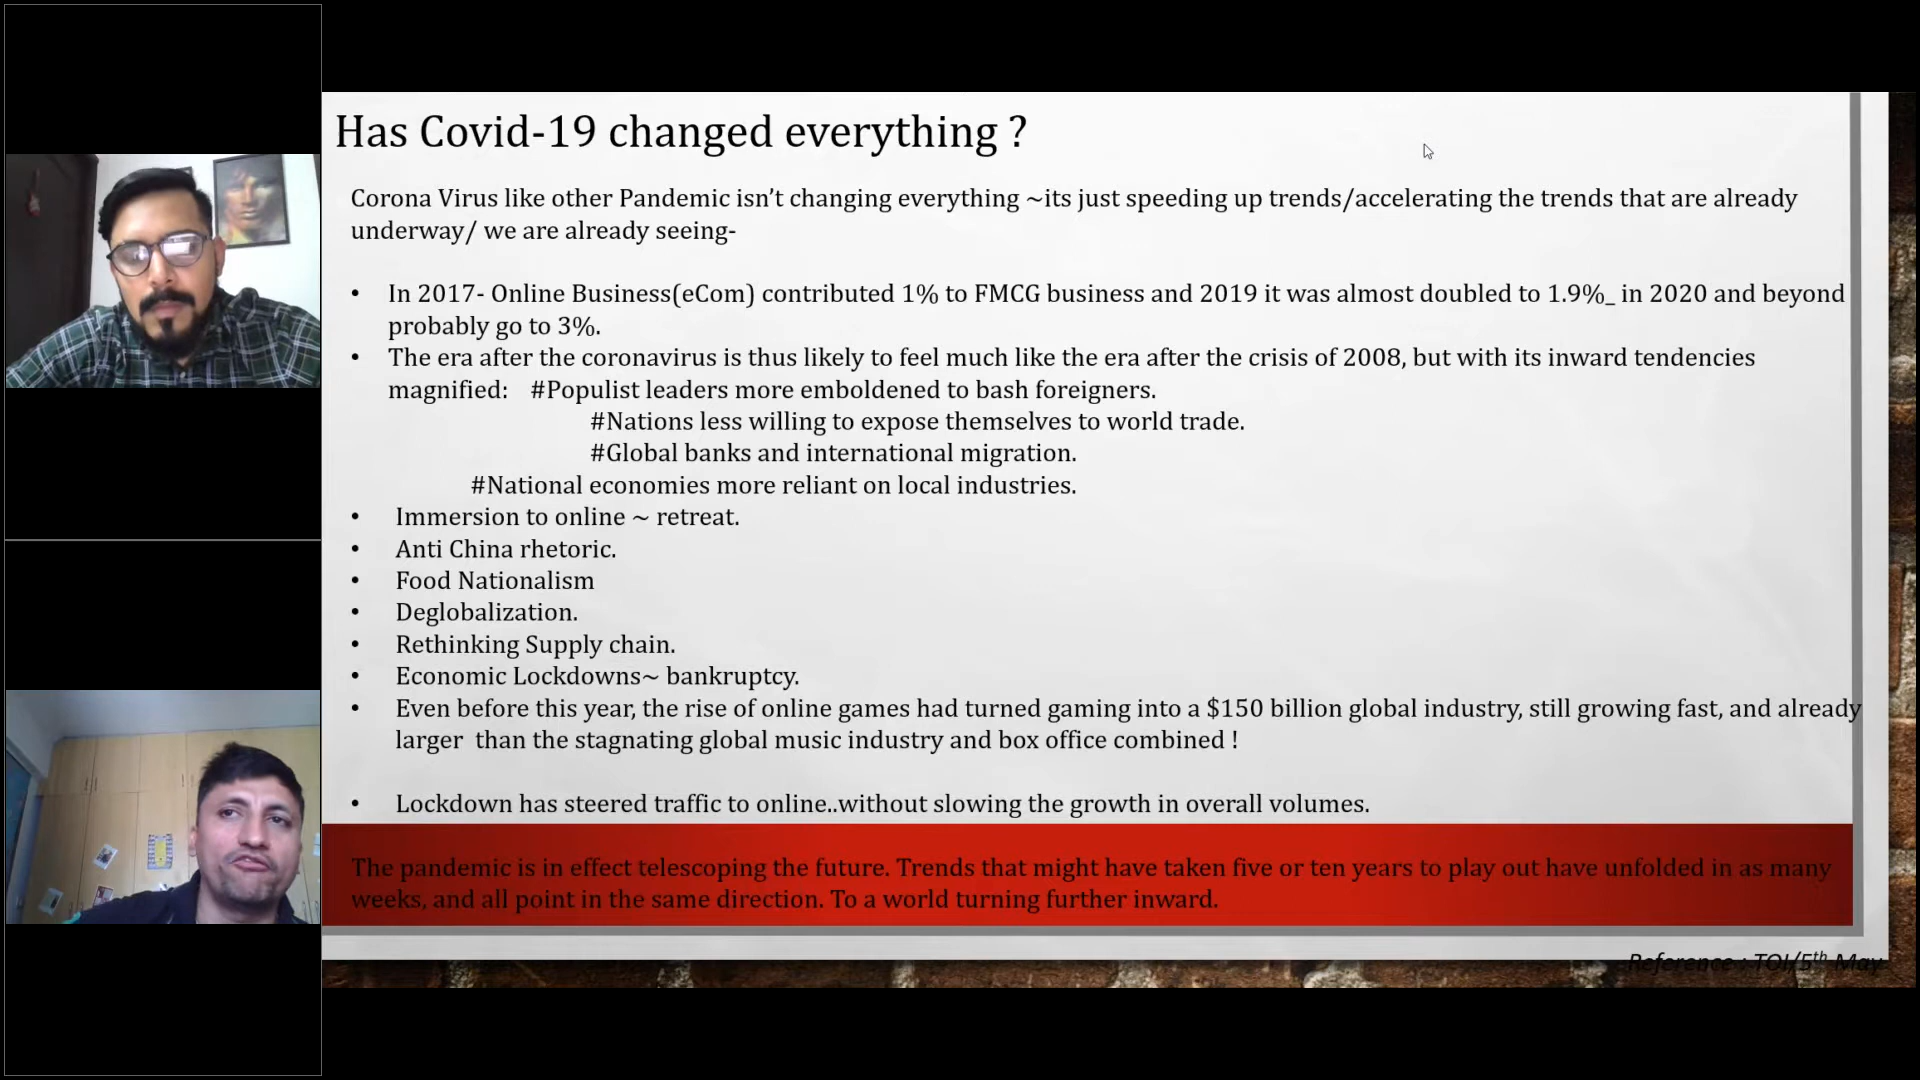 Has Covid-19 changed everything ?
Corona Virus like other Pandemic isn’t changing everything ~its just speeding up trends/accelerating the trends that are already
underway/ we are already seeing-
• In 2017- Online Business(eCom) contributed 1% to FMCG business and 2019 it was almost doubled to 1.9%_ in 2020 and beyond
probably go to 3%.
• The era after the coronavirus is thus likely to feel much like the era after the crisis of 2008, but with its inward tendencies
magnified: #Populist leaders more emboldened to bash foreigners.
#Nations less willing to expose themselves to world trade.
#Global banks and international migration.
#National economies more reliant on local industries.
• Immersion to online ~ retreat.
• Anti China rhetoric.
• Food Nationalism
• Deglobalization.
• Rethinking Supply chain.
• Economic Lockdowns~ bankruptcy.
• Even before this year, the rise of online games had turned gaming into a $150 billion global industry, still growing fast, and already
larger than the stagnating global music industry and box office combined !
• Lockdown has steered traffic to online..without slowing the growth in overall volumes.
The pandemic is in effect telescoping the future. Trends that might have taken five or ten years to play out have unfolded in as many
weeks, and all point in the same direction. To a world turning further inward.
Reference : TOI/5th May